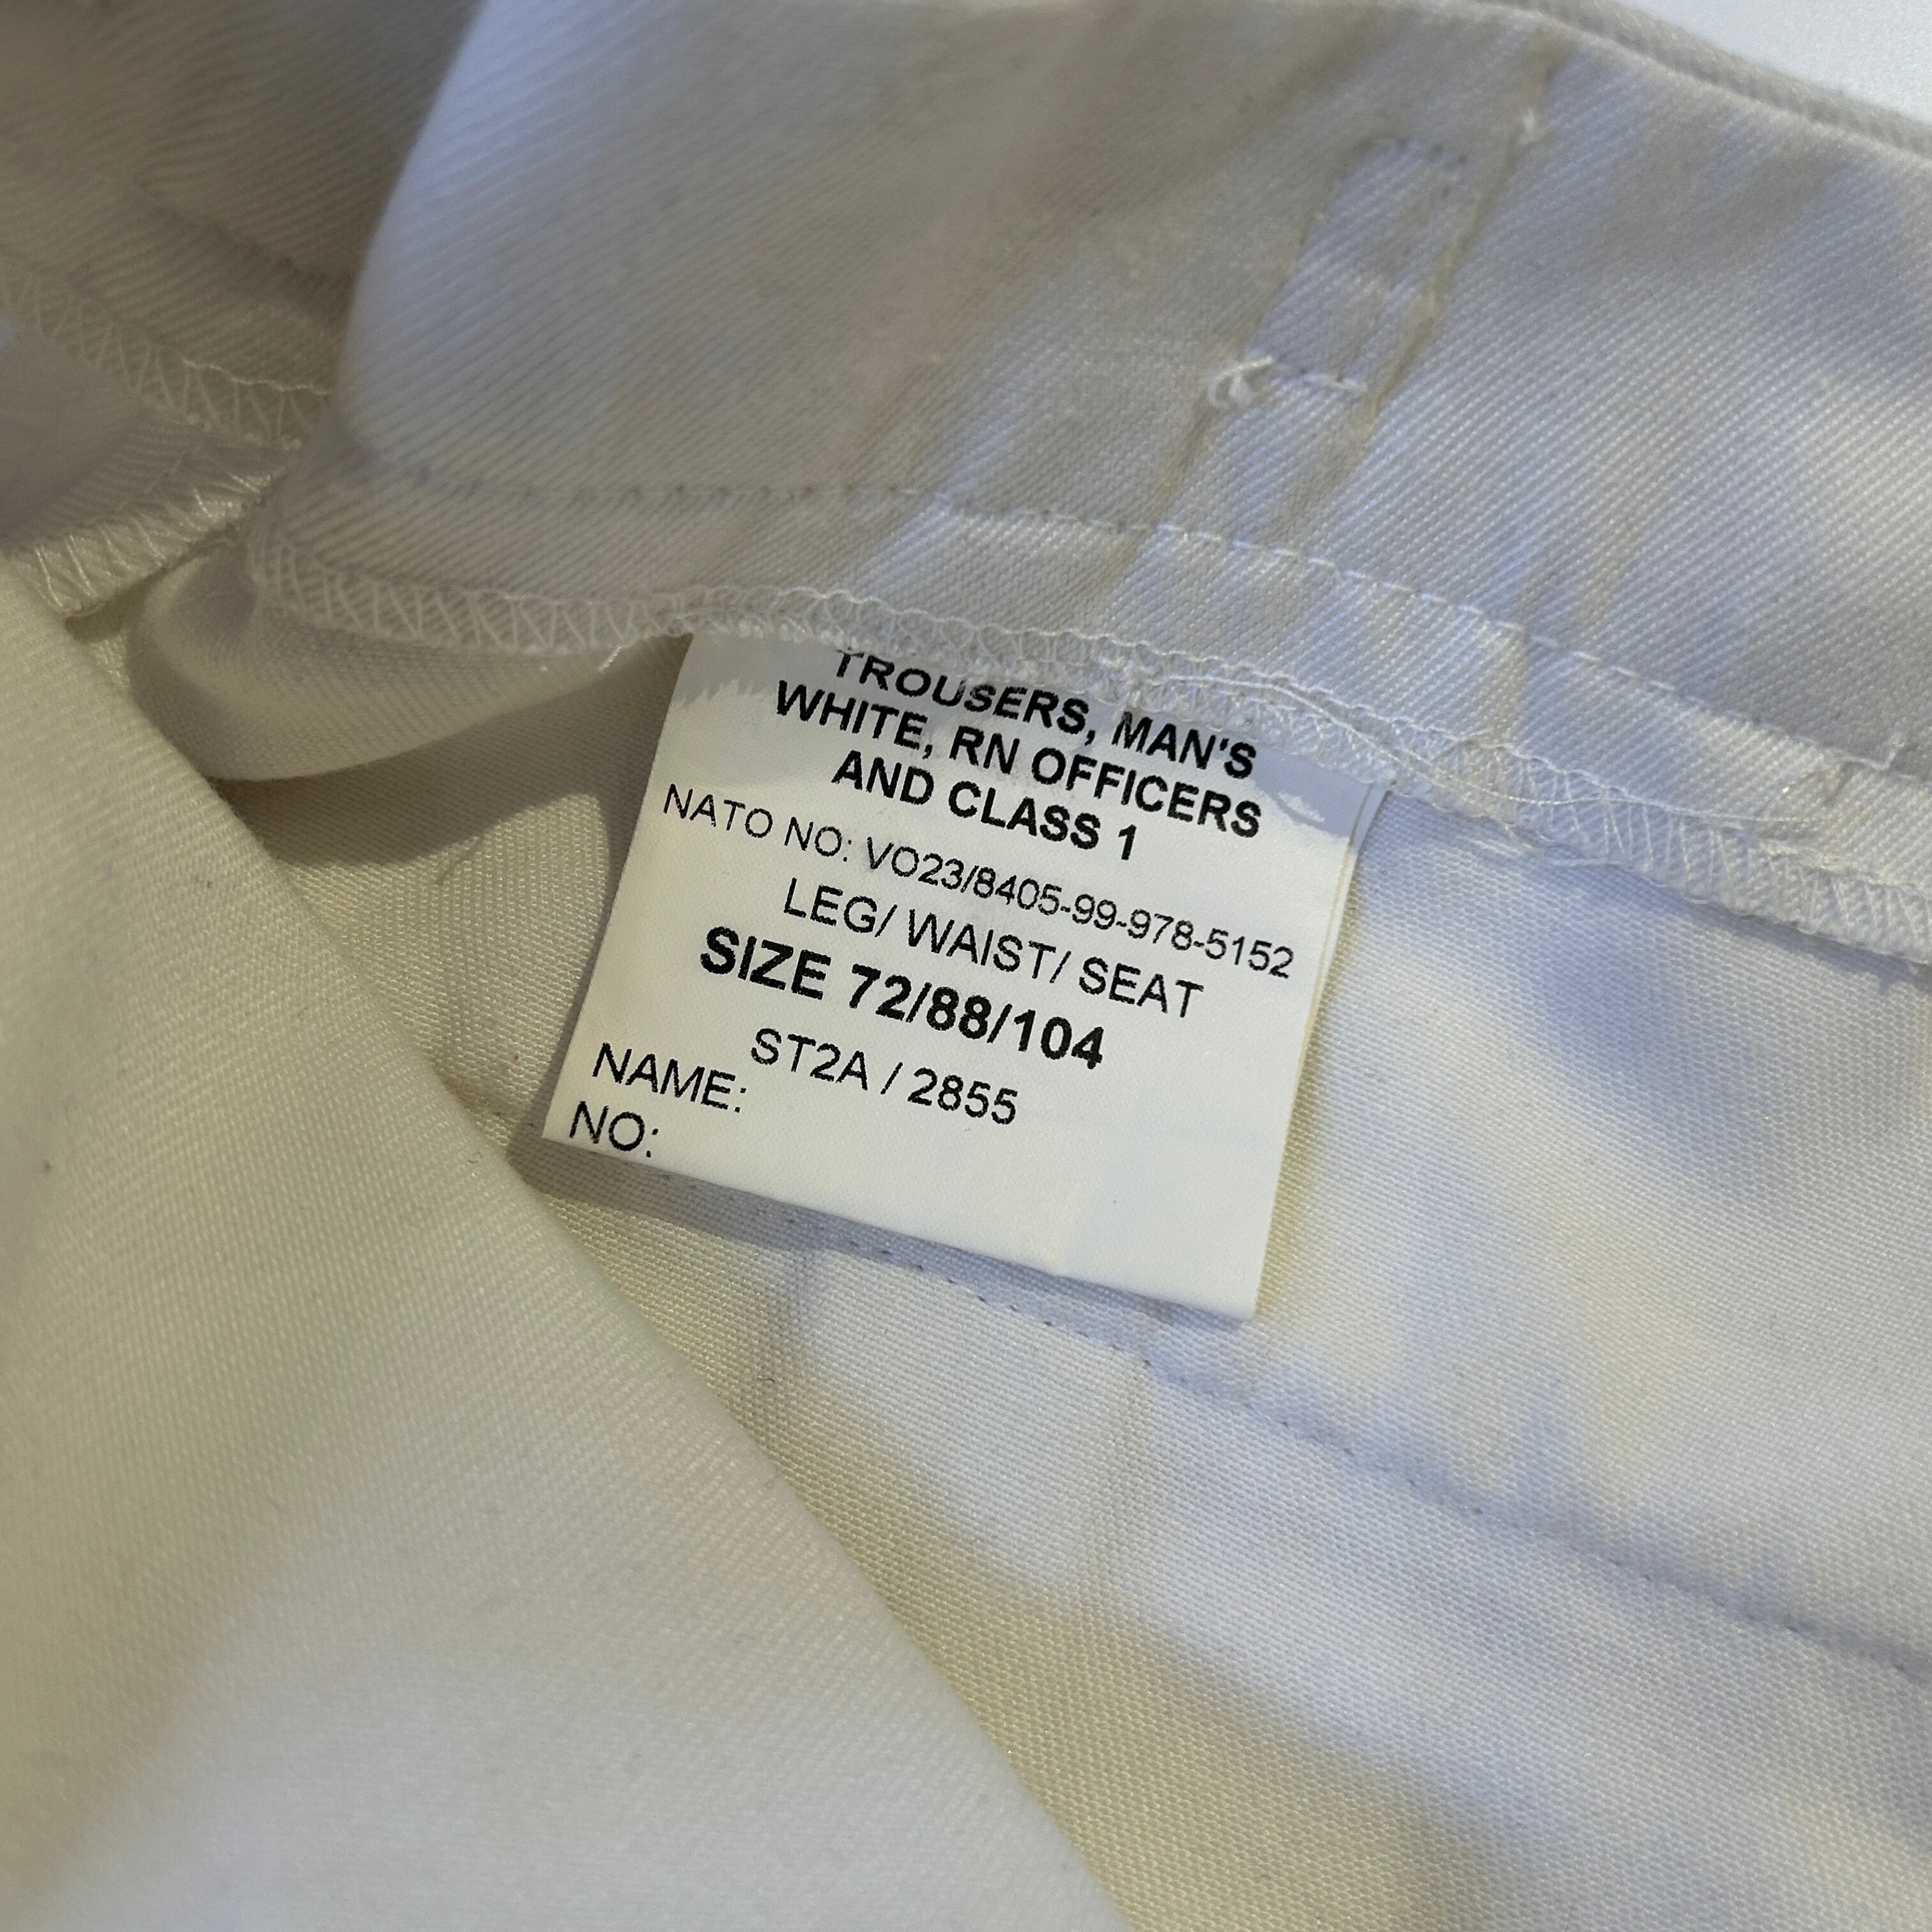 TROUSERS, MAN'S
WHITE, RN OFFICERS
AND CLASS 1
NATO NO: VO23/8405-99-978-5152
LEG/ WAIST/ SEAT
SIZE 72/88/104
ST2A / 2855
NAME:
NO: